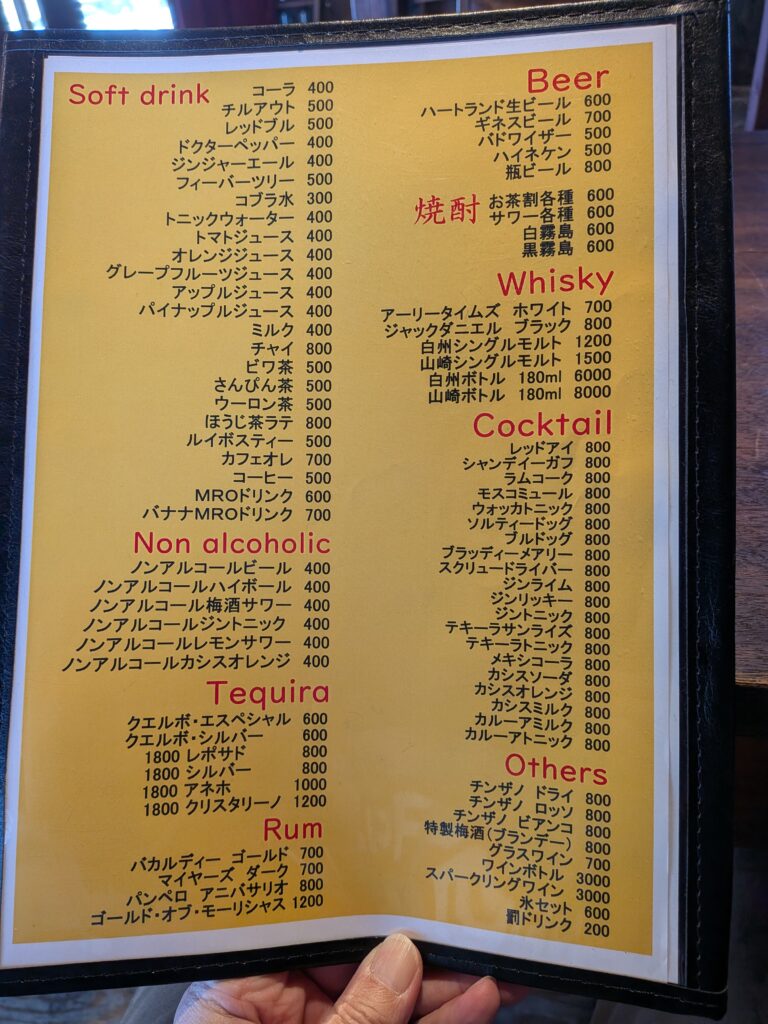 Soft drink
コーラ 400
チルアウト 500
レッドブル 500
ドクターペッパー 400
ジンジャーエール 400
フィーバーツリー 500
コブラ水 300
トニックウォーター 400
トマトジュース 400
オレンジジュース 400
グレープフルーツジュース 400
アップルジュース 400
パイナップルジュース 400
ミルク 400
チャイ 800
ビワ茶 500
さんぴん茶 500
ウーロン茶 500
ほうじ茶ラテ 800
ルイボスティー 500
カフェオレ 700
コーヒー 500
MROドリンク 600
バナナMROドリンク 700
Non alcoholic
ノンアルコールビール 400
ノンアルコールハイボール 400
ノンアルコール梅酒サワー 400
ノンアルコールジントニック 400
ノンアルコールレモンサワー 400
ノンアルコールカシスオレンジ 400
Tequira
クエルボ・エスペシャル 600
クエルボ・シルバー 600
1800 レポサド 800
1800 シルバー 800
1800 アネホ 1000
1800 クリスタリーノ 1200
Rum
バカルディー ゴールド 700
マイヤーズ ダーク 700
パンペロ アニバサリオ 800
ゴールド・オブ・モーリシャス 1200
Beer
ハートランド生ビール 600
ギネスビール 700
バドワイザー 500
ハイネケン 500
瓶ビール 800
焼酎
お茶割各種 600
サワー各種 600
白霧島 600
黒霧島 600
Whisky
アーリータイムズ ホワイト 700
ジャックダニエル ブラック 800
白州シングルモルト 1200
山崎シングルモルト 1500
白州ボトル 180ml 6000
山崎ボトル 180ml 8000
Cocktail
レッドアイ 800
シャンディーガフ 800
ラムコーク 800
モスコミュール 800
ウォッカトニック 800
ソルティードッグ 800
ブルドッグ 800
ブラッディーメアリー 800
スクリュードライバー 800
ジンライム 800
ジンリッキー 800
ジントニック 800
テキーラサンライズ 800
テキーラトニック 800
メキシコーラ 800
カシスソーダ 800
カシスオレンジ 800
カシスミルク 800
カルーアミルク 800
カルーアトニック 800
Others
チンザノ ドライ 800
チンザノ ロッソ 800
チンザノ ビアンコ 800
特製梅酒(ブランデー) 800
グラスワイン 700
ワインボトル 3000
スパークリングワイン 3000
氷セット 600
罰ドリンク 200